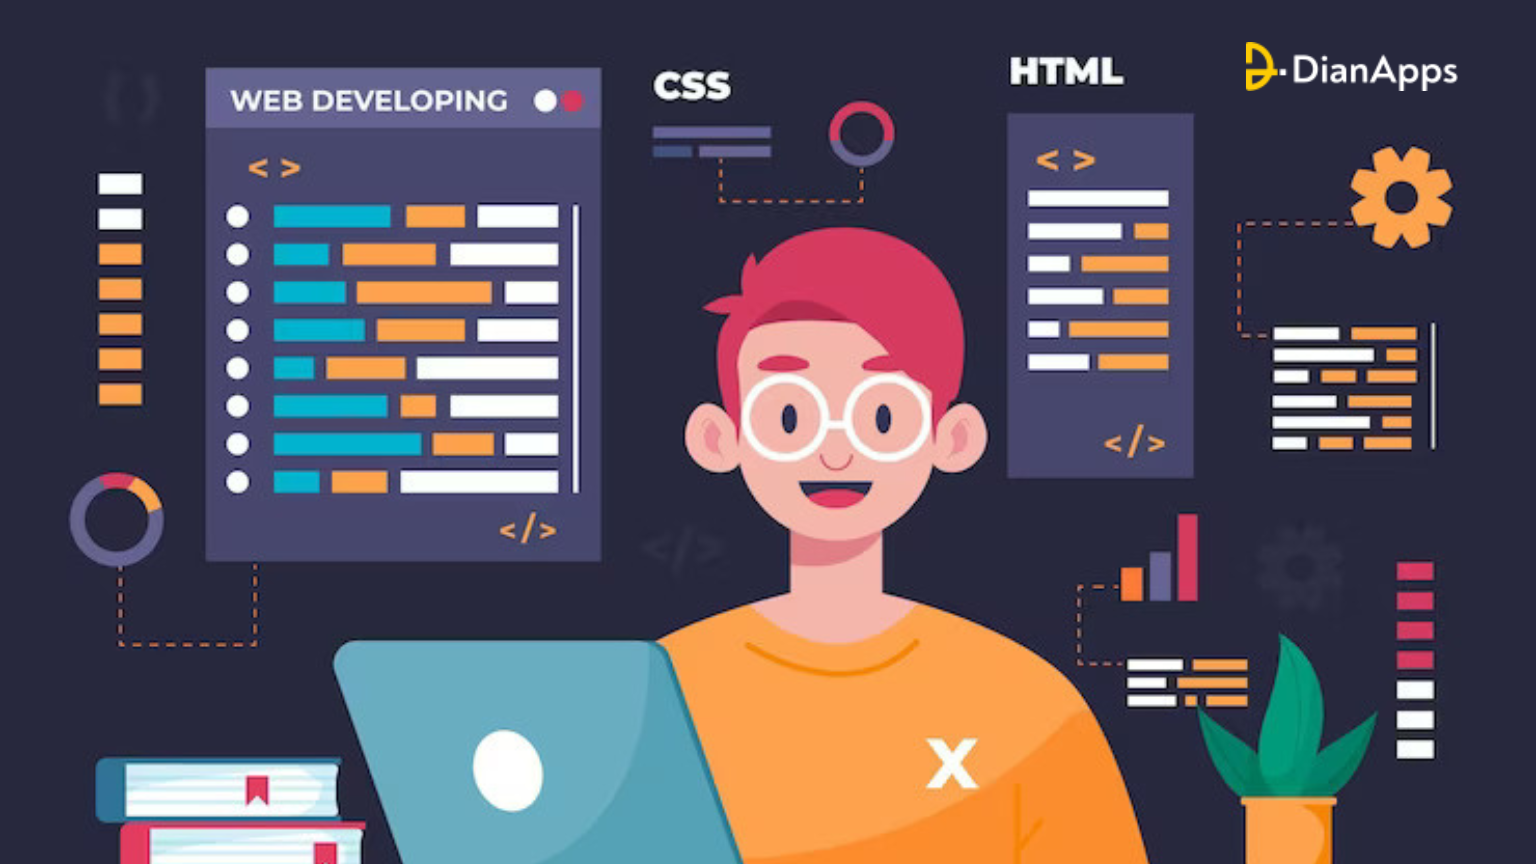 WEB DEVELOPING
< >
</>
CSS
HTML
< >
</>
DianApps
{ }
</>
X